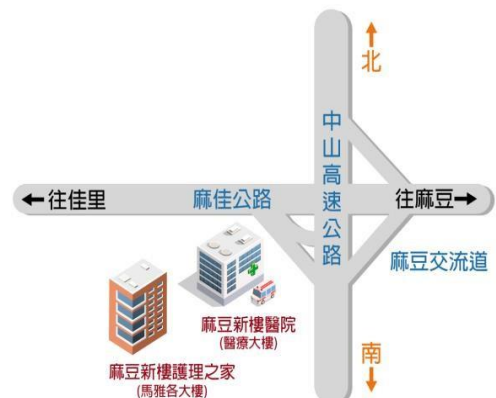 北
中山高速公路
←往佳里
麻佳公路
往麻豆→
麻豆交流道
麻豆新樓醫院
(醫療大樓)
麻豆新樓護理之家
(馬雅各大樓)
南